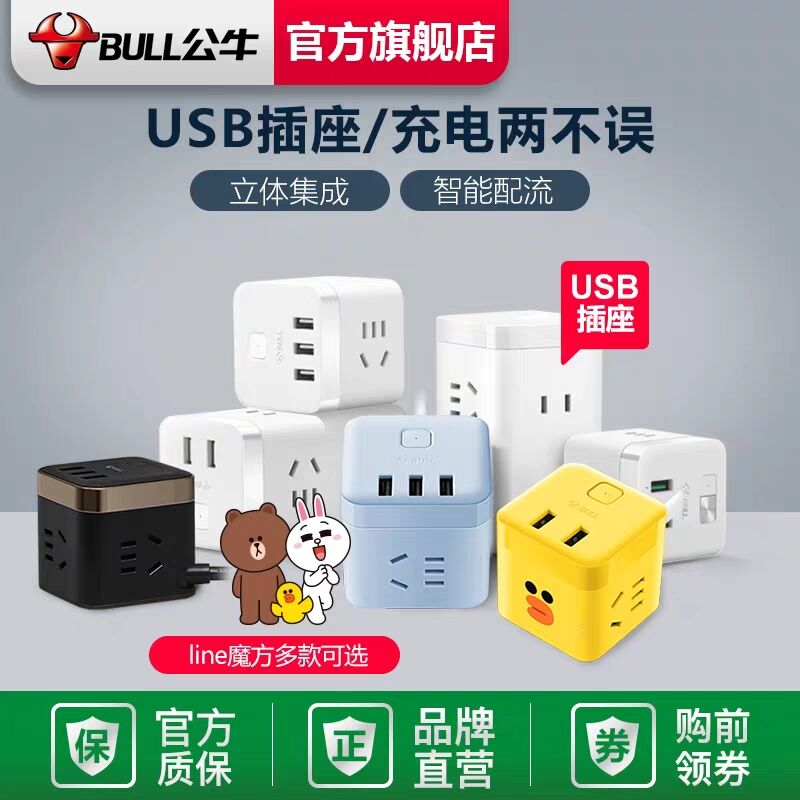 BULL公牛 官方旗舰店
USB插座/充电两不误
立体集成 智能配流
USB
插座
line魔方多款可选
保 官方
质保
正 品牌
直营
券 购前
领券